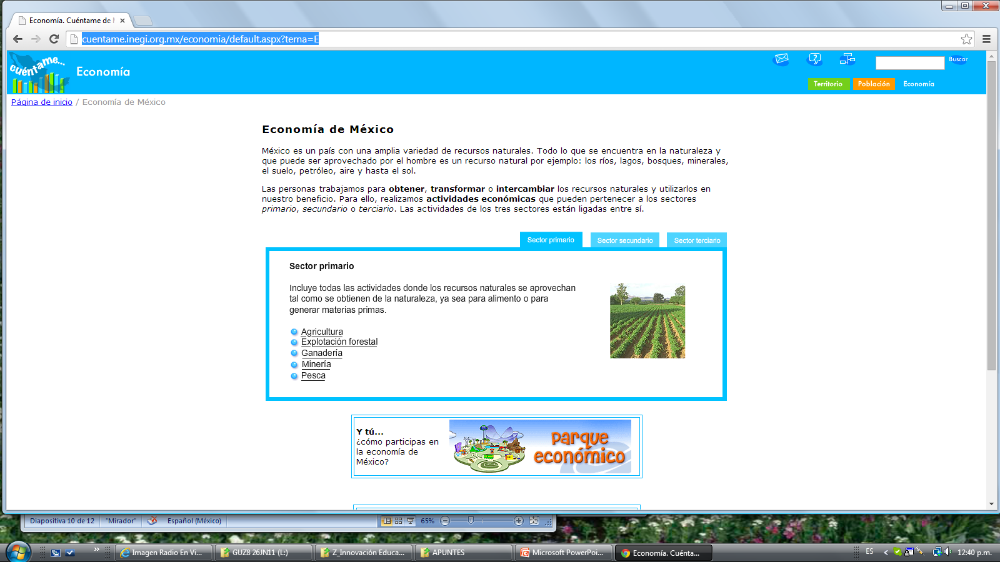 Economía. Cuéntame de M
cuentame.inegi.org.mx/economia/default.aspx?tema=E
cuéntame...
Economía
Buscar
Territorio
Población
Economía
Página de inicio / Economía de México
Economía de México
México es un país con una amplia variedad de recursos naturales. Todo lo que se encuentra en la naturaleza y
que puede ser aprovechado por el hombre es un recurso natural por ejemplo: los ríos, lagos, bosques, minerales,
el suelo, petróleo, aire y hasta el sol.
Las personas trabajamos para obtener, transformar o intercambiar los recursos naturales y utilizarlos en
nuestro beneficio. Para ello, realizamos actividades económicas que pueden pertenecer a los sectores
primario, secundario o terciario. Las actividades de los tres sectores están ligadas entre sí.
Sector primario
Sector secundario
Sector terciario
Sector primario
Incluye todas las actividades donde los recursos naturales se aprovechan
tal como se obtienen de la naturaleza, ya sea para alimento o para
generar materias primas.
Agricultura
Explotación forestal
Ganadería
Minería
Pesca
Y tú...
¿cómo participas en
la economía de
México?
parque
económico
Diapositiva 10 de 12
"Mirador"
Español (México)
65%
Imagen Radio En Vi...
GUZ8 26JN11 (L:)
Z_Innovación Educa...
APUNTES
Microsoft PowerPoi...
Economía. Cuénta...
ES
12:40 p.m.